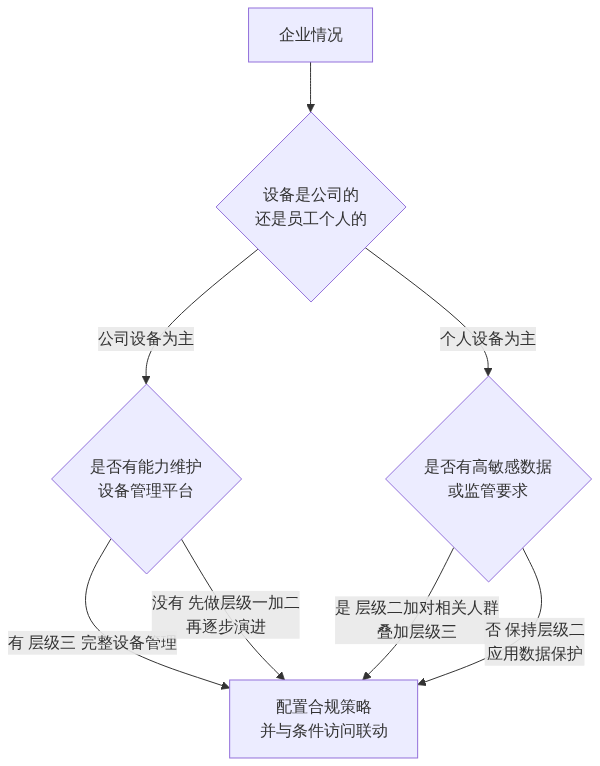 企业情况
设备是公司的
还是员工个人的
公司设备为主
个人设备为主
是否有能力维护
设备管理平台
是否有高敏感数据
或监管要求
有 层级三 完整设备管理
没有 先做层级一加二
再逐步演进
是 层级二加对相关人群
叠加层级三
否 保持层级二
应用数据保护
配置合规策略
并与条件访问联动